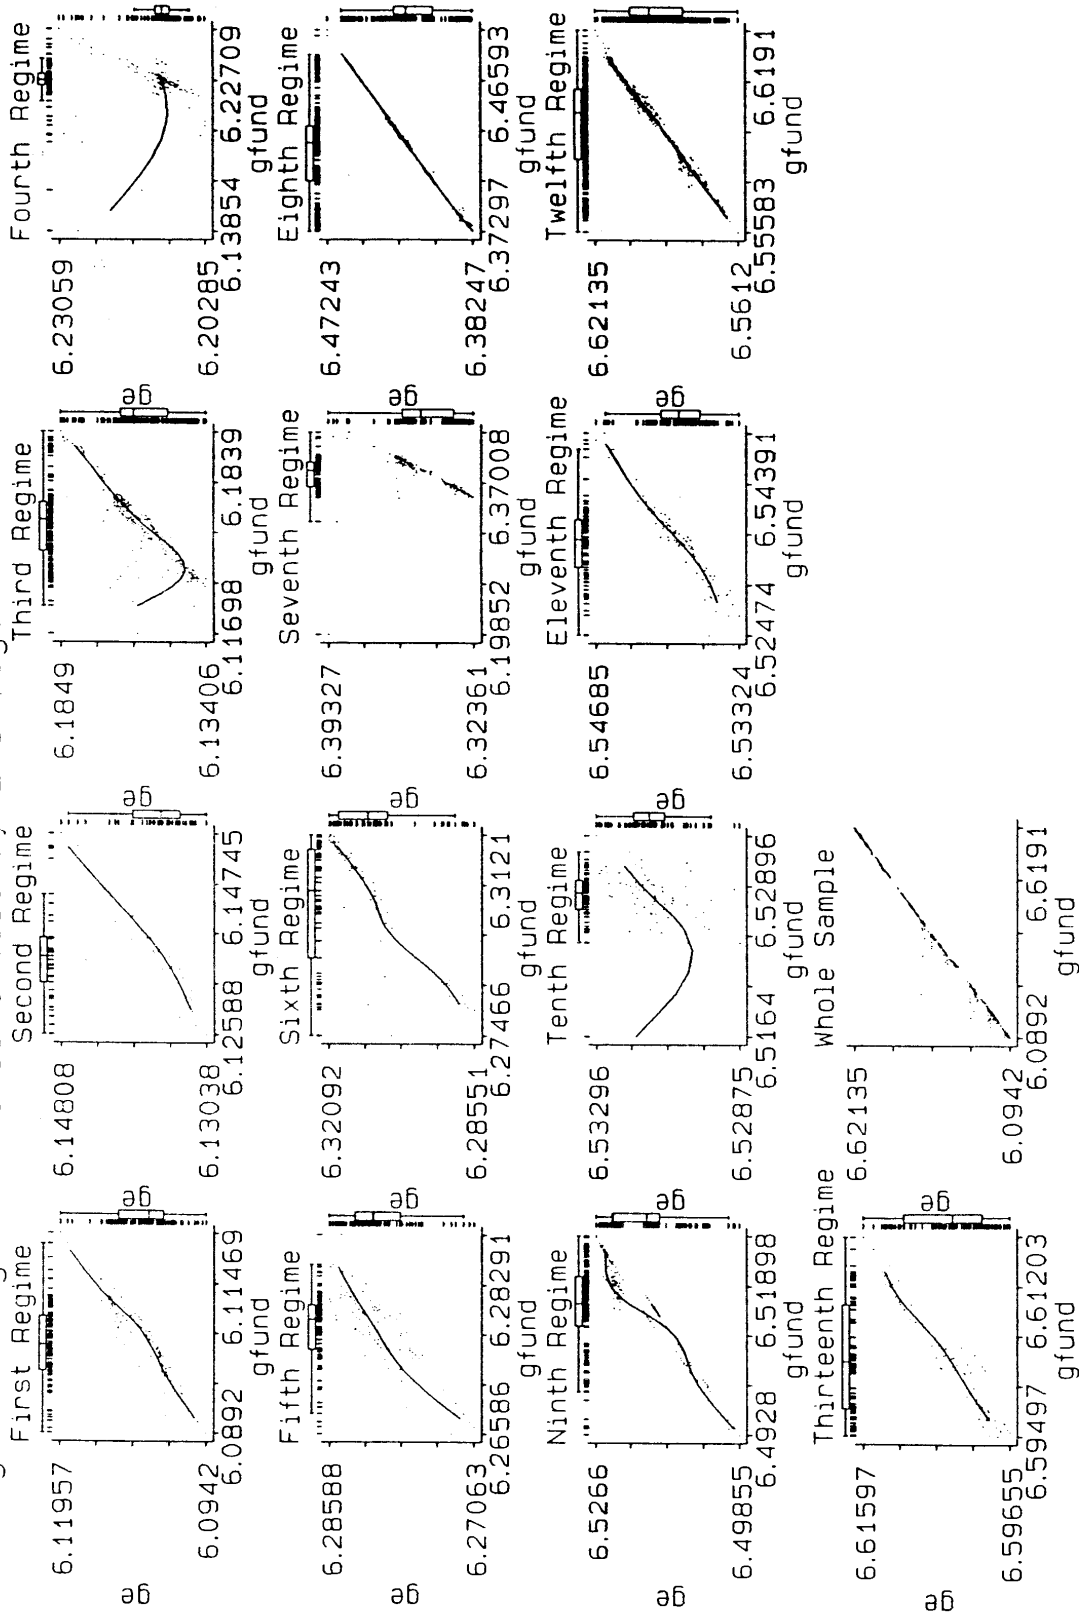 First Regime
Second Regime
Third Regime
Fourth Regime
6.11957
6.14808
6.1849
6.23059
ge
ge
ge
ge
6.0942
6.13038
6.13406
6.20285
6.0892
6.11469
6.12588
6.14745
6.11698
6.1839
6.13854
6.22709
gfund
gfund
gfund
gfund
Fifth Regime
Sixth Regime
Seventh Regime
Eighth Regime
6.28588
6.32092
6.39327
6.47243
ge
ge
ge
6.27063
6.28551
6.32361
6.38247
6.26586
6.28291
6.27466
6.3121
6.19852
6.37008
6.37297
6.46593
gfund
gfund
gfund
gfund
Ninth Regime
Tenth Regime
Eleventh Regime
Twelfth Regime
6.5266
6.53296
6.54685
6.62135
ge
ge
ge
6.49855
6.52875
6.53324
6.5612
6.4928
6.51898
6.5164
6.52896
6.52474
6.54391
6.55583
6.6191
gfund
gfund
gfund
gfund
Thirteenth Regime
Whole Sample
6.61597
6.62135
ge
ge
6.59655
6.0942
6.59497
6.61203
6.0892
6.6191
gfund
gfund